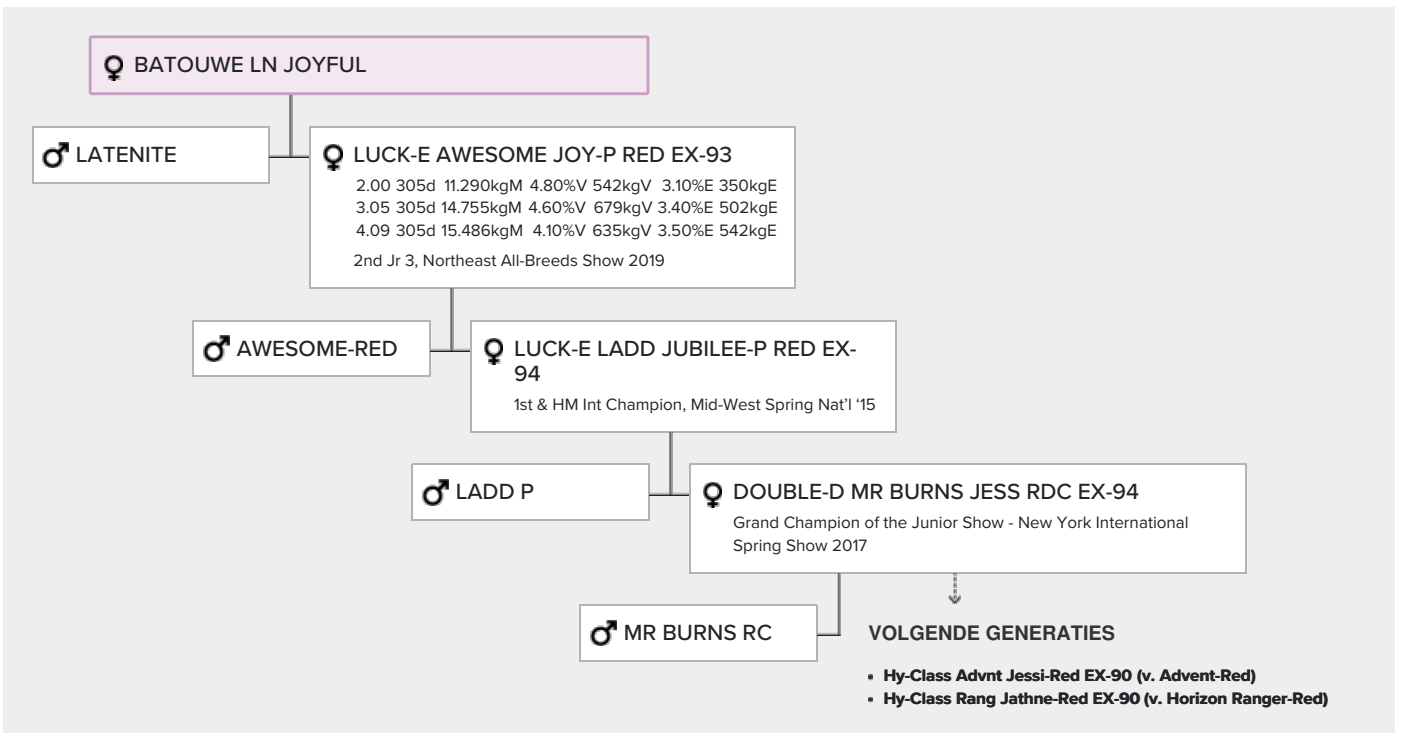 BATOUWE LN JOYFUL
LATENITE
LUCK-E AWESOME JOY-P RED EX-93
2.00 305d 11.290kgM 4.80%V 542kgV 3.10%E 350kgE
3.05 305d 14.755kgM 4.60%V 679kgV 3.40%E 502kgE
4.09 305d 15.486kgM 4.10%V 635kgV 3.50%E 542kgE
2nd Jr 3, Northeast All-Breeds Show 2019
AWESOME-RED
LUCK-E LADD JUBILEE-P RED EX-
94
1st & HM Int Champion, Mid-West Spring Nat’l ‘15
LADD P
DOUBLE-D MR BURNS JESS RDC EX-94
Grand Champion of the Junior Show - New York International
Spring Show 2017
MR BURNS RC
VOLGENDE GENERATIES
• Hy-Class Advnt Jessi-Red EX-90 (v. Advent-Red)
• Hy-Class Rang Jathne-Red EX-90 (v. Horizon Ranger-Red)